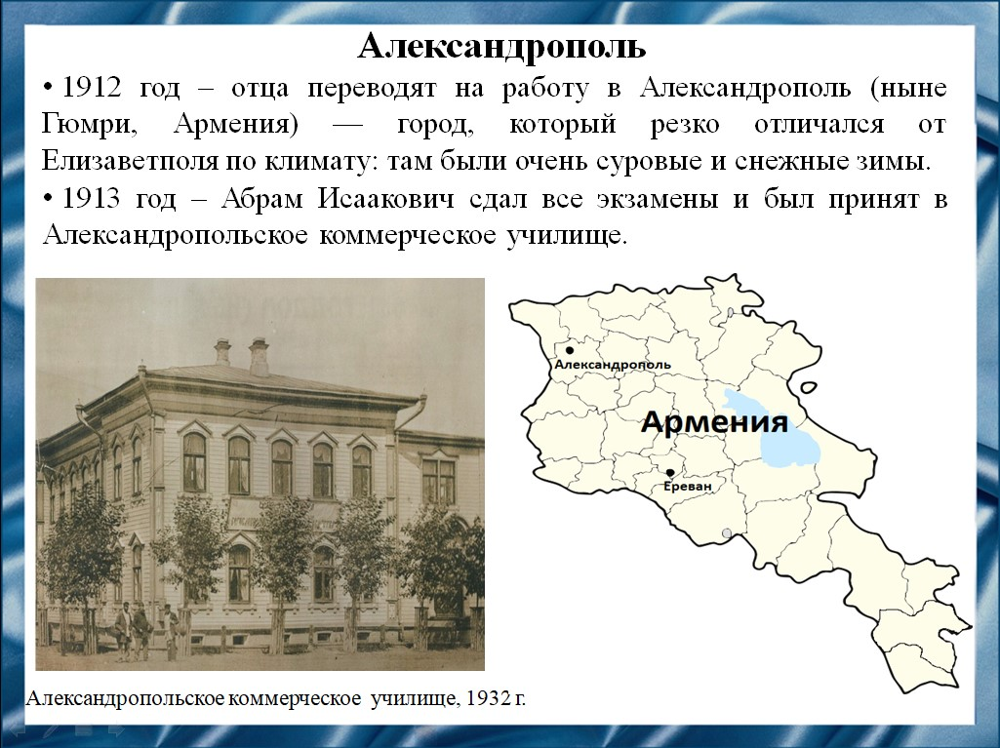 Александрополь
• 1912 год – отца переводят на работу в Александрополь (ныне
Гюмри, Армения) — город, который резко отличался от
Елизаветполя по климату: там были очень суровые и снежные зимы.
• 1913 год – Абрам Исаакович сдал все экзамены и был принят в
Александропольское коммерческое училище.
Александрополь
Армения
Ереван
Александропольское коммерческое училище, 1932 г.